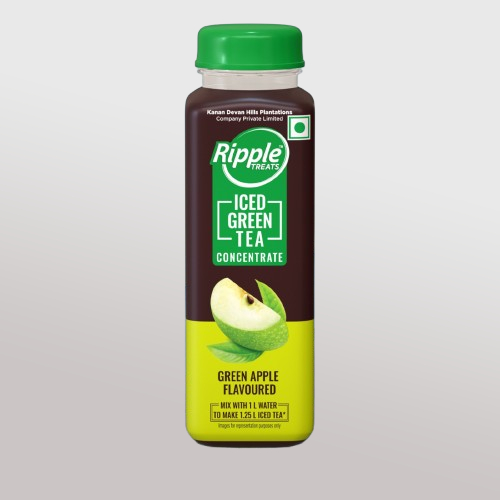 Kanan Devan Hills Plantations
Company Private Limited
Ripple™
TREATS
ICED
GREEN
TEA
CONCENTRATE
GREEN APPLE
FLAVOURED
MIX WITH 1 L WATER
TO MAKE 1.25 L ICED TEA*
Images for representation purposes only